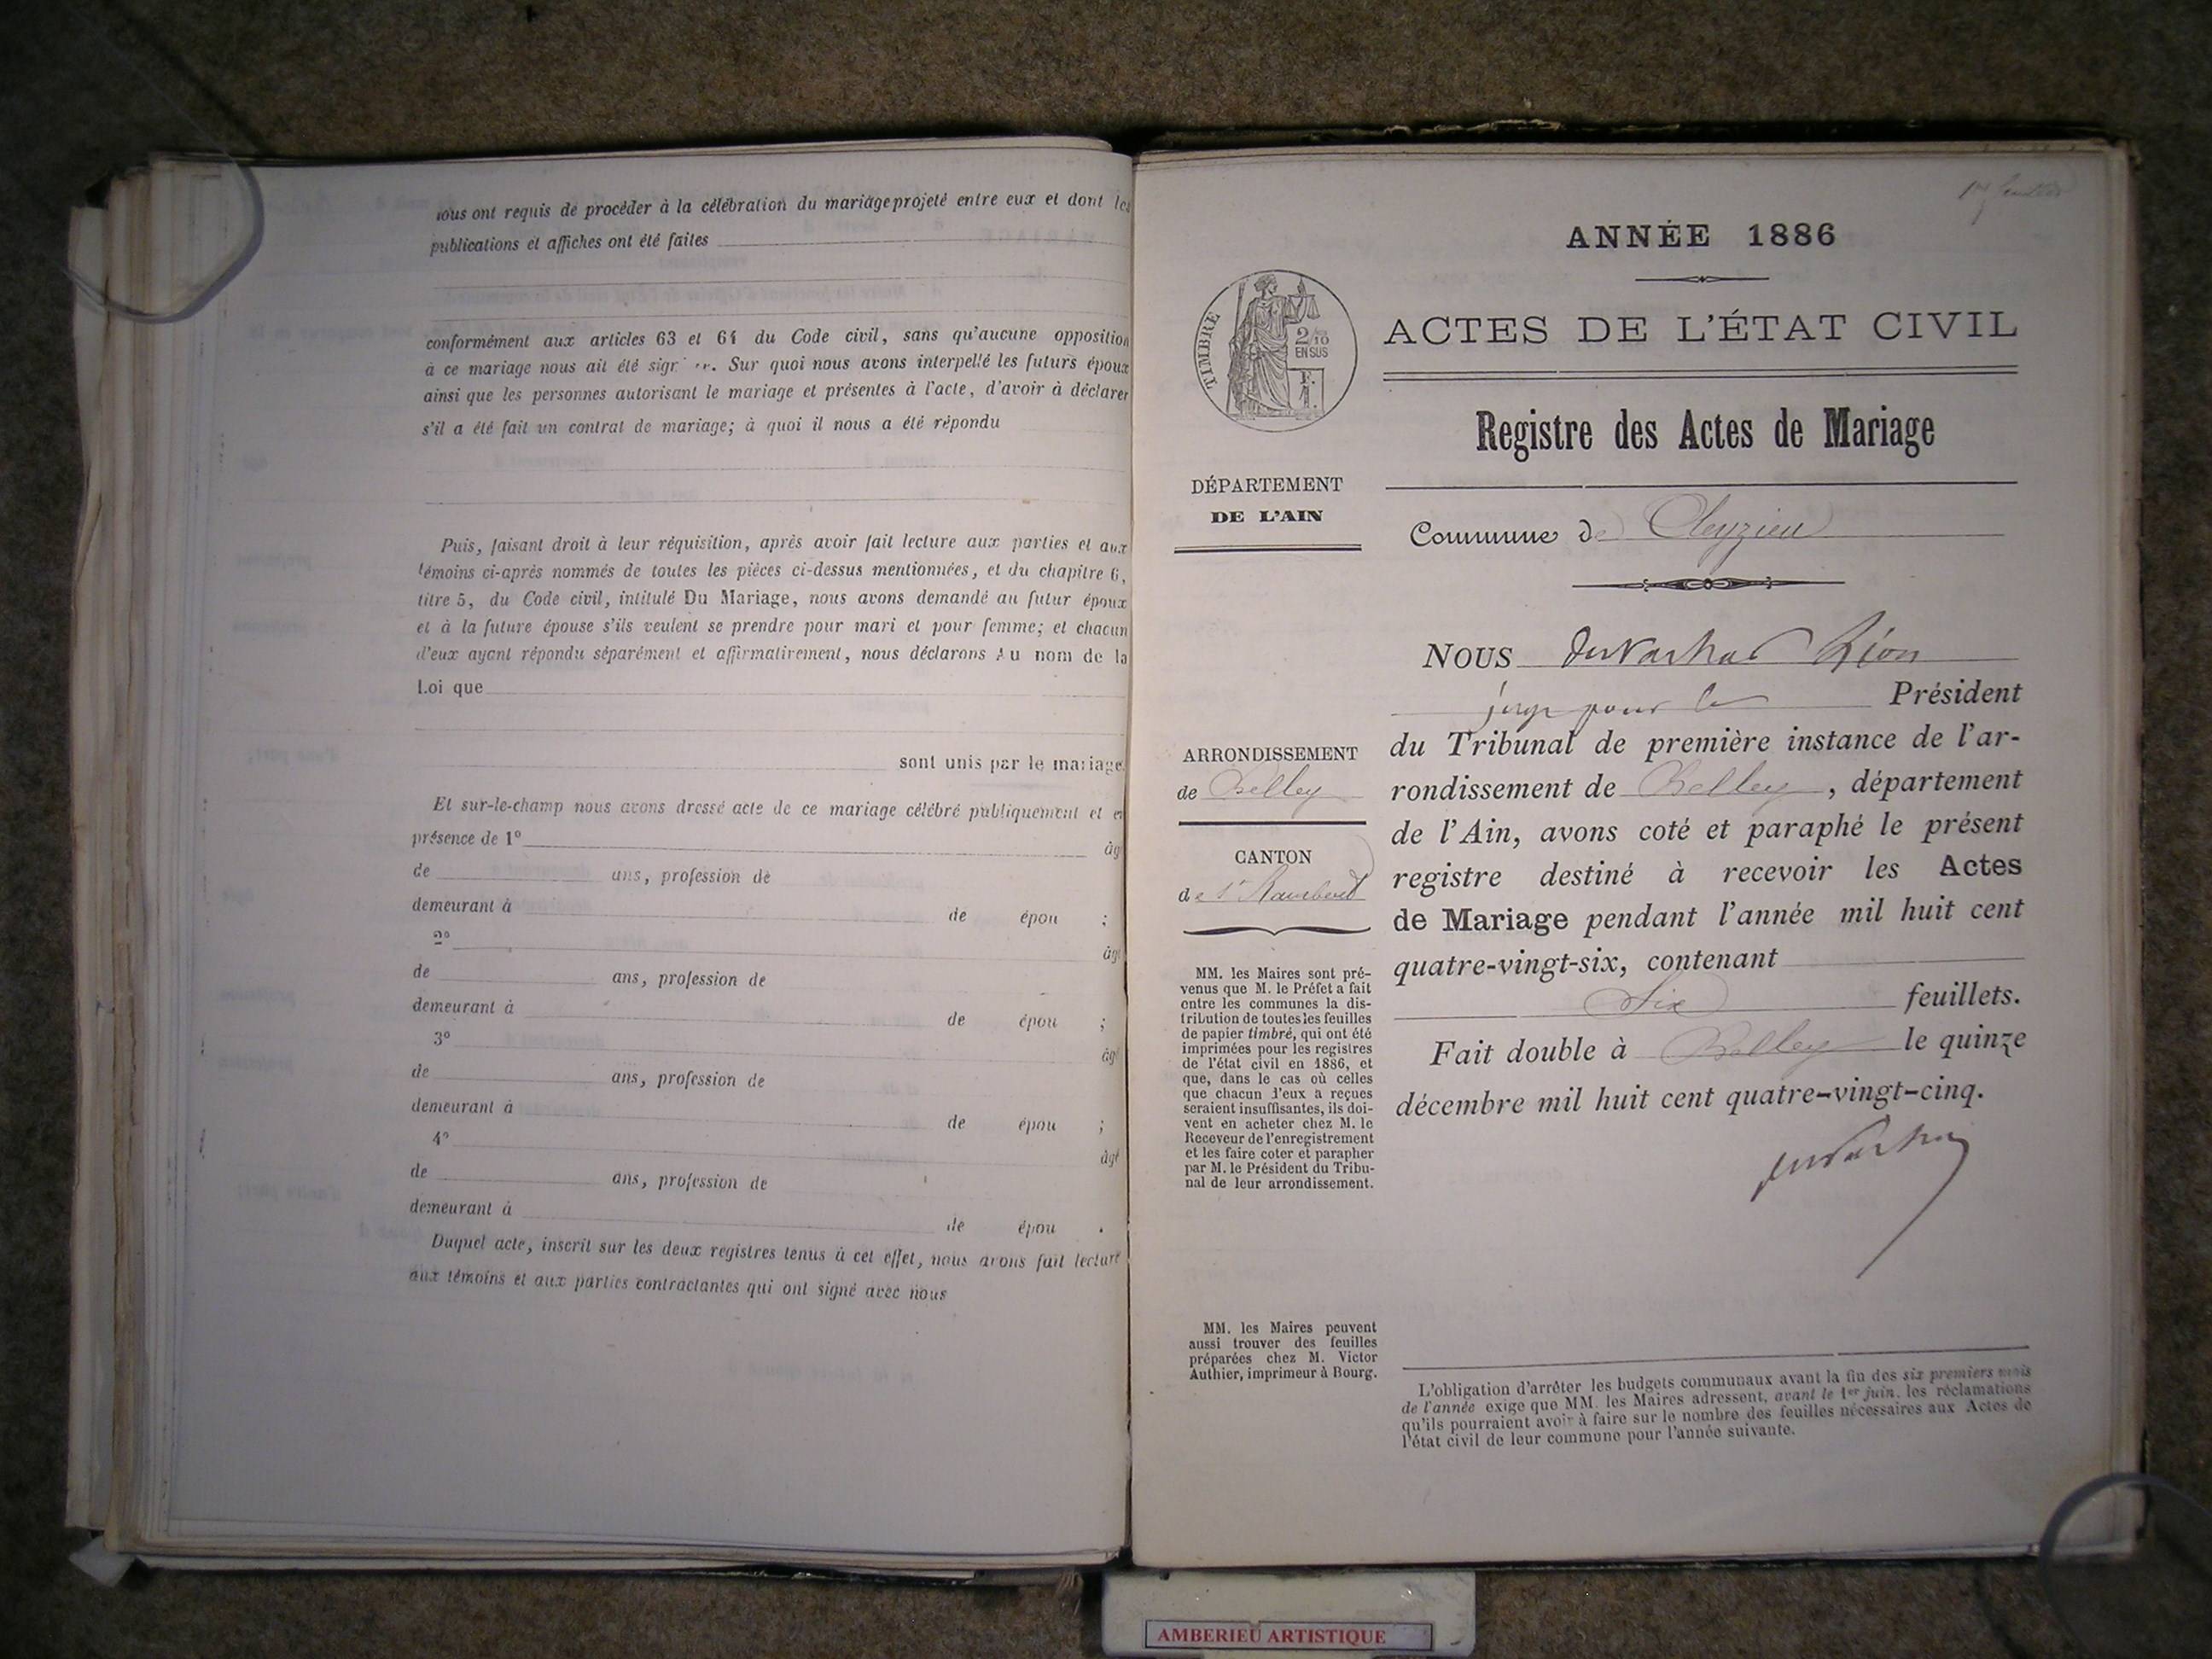 nous ont requis de procéder à la célébration du mariage projeté entre eux et dont les
publications et affiches ont été faites
conformément aux articles 63 et 64 du Code civil, sans qu'aucune opposition
à ce mariage nous ait été Sur quoi nous avons interpellé les futurs époux
ainsi que les personnes autorisant le mariage et présentes à l'acte, d'avoir à déclarer
s'il a été fait un contrat de mariage; à quoi il nous a été répondu
Puis, faisant droit à leur réquisition, après avoir fait lecture aux parties et aux
témoins ci-après nommés de toutes les pièces ci-dessus mentionnées, et du chapitre 6,
titre 5, du Code civil, intitulé Du Mariage, nous avons demandé au futur époux
et à la future épouse s'ils veulent se prendre pour mari et pour femme; et chacun
d'eux ayant répondu séparément et affirmativement, nous déclarons Au nom de la
Loi que
sont unis par le mariage.
Et sur-le-champ nous avons dressé acte de ce mariage célébré publiquement et en
présence de 1° âg
de ans, profession de
demeurant à de épou ;
2° âgé
de ans, profession de
demeurant à de épou ;
3° âgé
de ans, profession de
demeurant à de épou ;
4° âgé
de ans, profession de
demeurant à de épou .
Duquel acte, inscrit sur les deux registres tenus à cet effet, nous avons fait lecture
aux témoins et aux parties contractantes qui ont signé avec nous
ANNÉE 1886
TIMBRE
2/10
EN SUS
ACTES DE L'ÉTAT CIVIL
Registre des Actes de Mariage
DÉPARTEMENT
DE L'AIN
Commune de Cleyzieu
NOUS Léon
juge pour le Président
du Tribunal de première instance de l'ar-
rondissement de Belley, département
de l'Ain, avons coté et paraphé le présent
registre destiné à recevoir les Actes
de Mariage pendant l'année mil huit cent
quatre-vingt-six, contenant
six feuillets.
Fait double à Belley le quinze
décembre mil huit cent quatre-vingt-cinq.
ARRONDISSEMENT
de Belley
CANTON
de St Rambert
MM. les Maires sont pré-
venus que M. le Préfet a fait
entre les communes la dis-
tribution de toutes les feuilles
de papier timbré, qui ont été
imprimées pour les registres
de l'état civil en 1886, et
que, dans le cas où celles
que chacun d'eux a reçues
seraient insuffisantes, ils doi-
vent en acheter chez M. le
Receveur de l'enregistrement
et les faire coter et parapher
par M. le Président du Tribu-
nal de leur arrondissement.
MM. les Maires peuvent
aussi trouver des feuilles
préparées chez M. Victor
Authier, imprimeur à Bourg.
L'obligation d'arrêter les budgets communaux avant la fin des six premiers mois
de l'année exige que MM. les Maires adressent, avant le 1er juin, les réclamations
qu'ils pourraient avoir à faire sur le nombre des feuilles nécessaires aux Actes de
l'état civil de leur commune pour l'année suivante.
AMBERIEU ARTISTIQUE